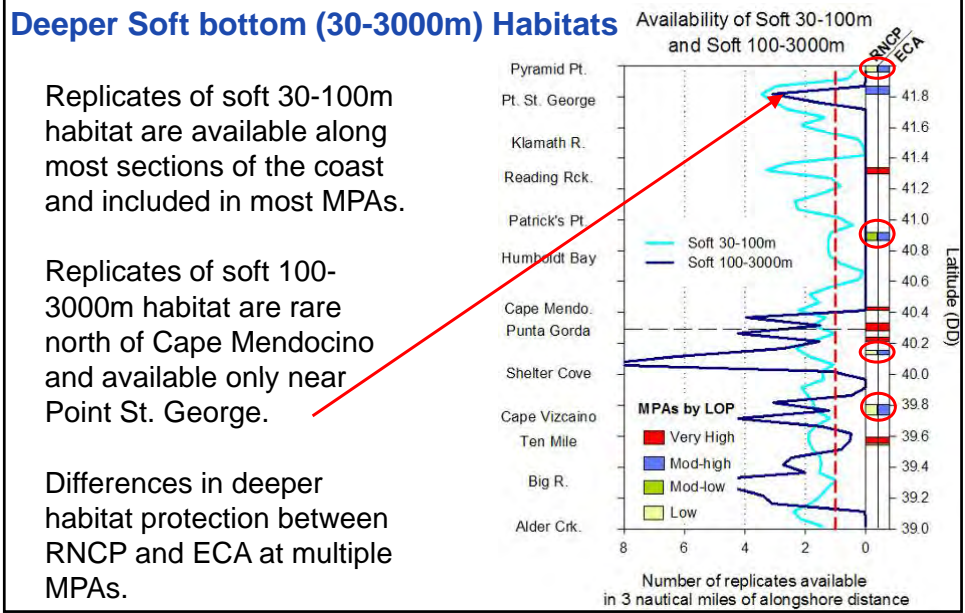 Deeper Soft bottom (30-3000m) Habitats
Replicates of soft 30-100m
habitat are available along
most sections of the coast
and included in most MPAs.
Replicates of soft 100-
3000m habitat are rare
north of Cape Mendocino
and available only near
Point St. George.
Differences in deeper
habitat protection between
RNCP and ECA at multiple
MPAs.
Availability of Soft 30-100m
and Soft 100-3000m
RNCP
ECA
Pyramid Pt.
Pt. St. George
Klamath R.
Reading Rck.
Patrick's Pt.
Humboldt Bay
Cape Mendo.
Punta Gorda
Shelter Cove
Cape Vizcaino
Ten Mile
Big R.
Alder Crk.
Soft 30-100m
Soft 100-3000m
MPAs by LOP
Very High
Mod-high
Mod-low
Low
41.8
41.6
41.4
41.2
41.0
40.8
40.6
40.4
40.2
40.0
39.8
39.6
39.4
39.2
39.0
Latitude (DD)
8 6 4 2 0
Number of replicates available
in 3 nautical miles of alongshore distance